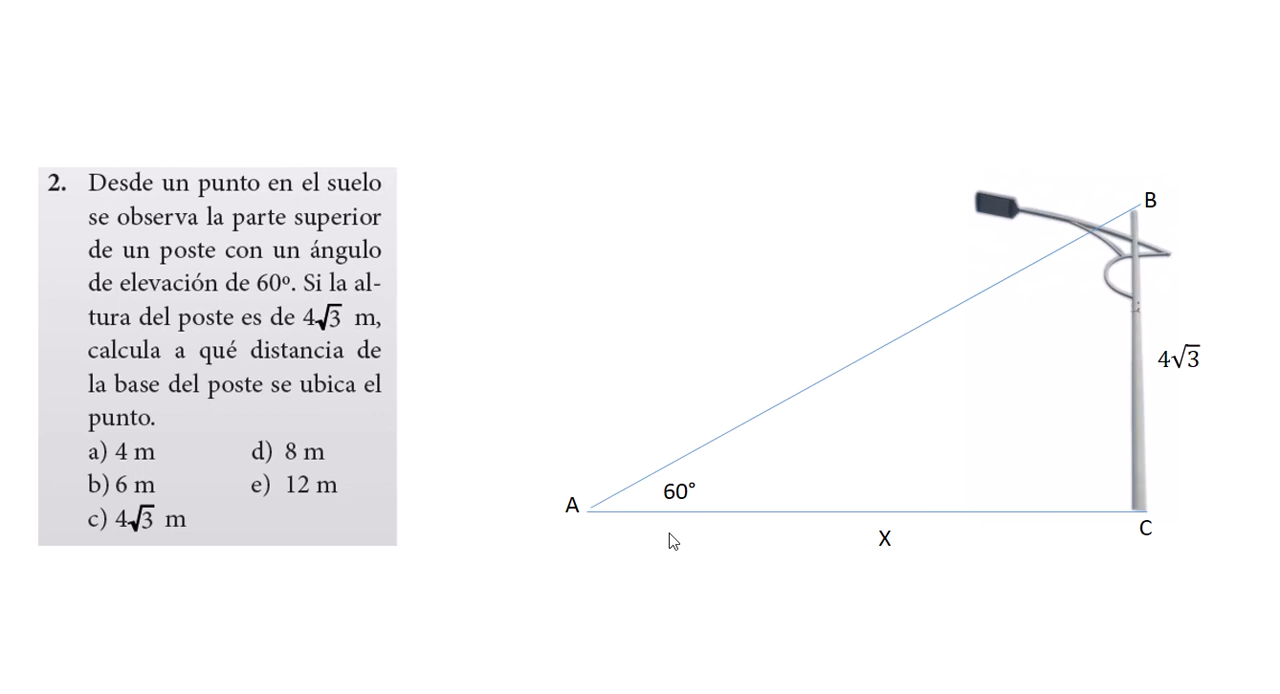 2. Desde un punto en el suelo
se observa la parte superior
de un poste con un ángulo
de elevación de 60º. Si la al-
tura del poste es de 4√3 m,
calcula a qué distancia de
la base del poste se ubica el
punto.
a) 4 m d) 8 m
b) 6 m e) 12 m
c) 4√3 m
B
4√3
60°
A
C
X